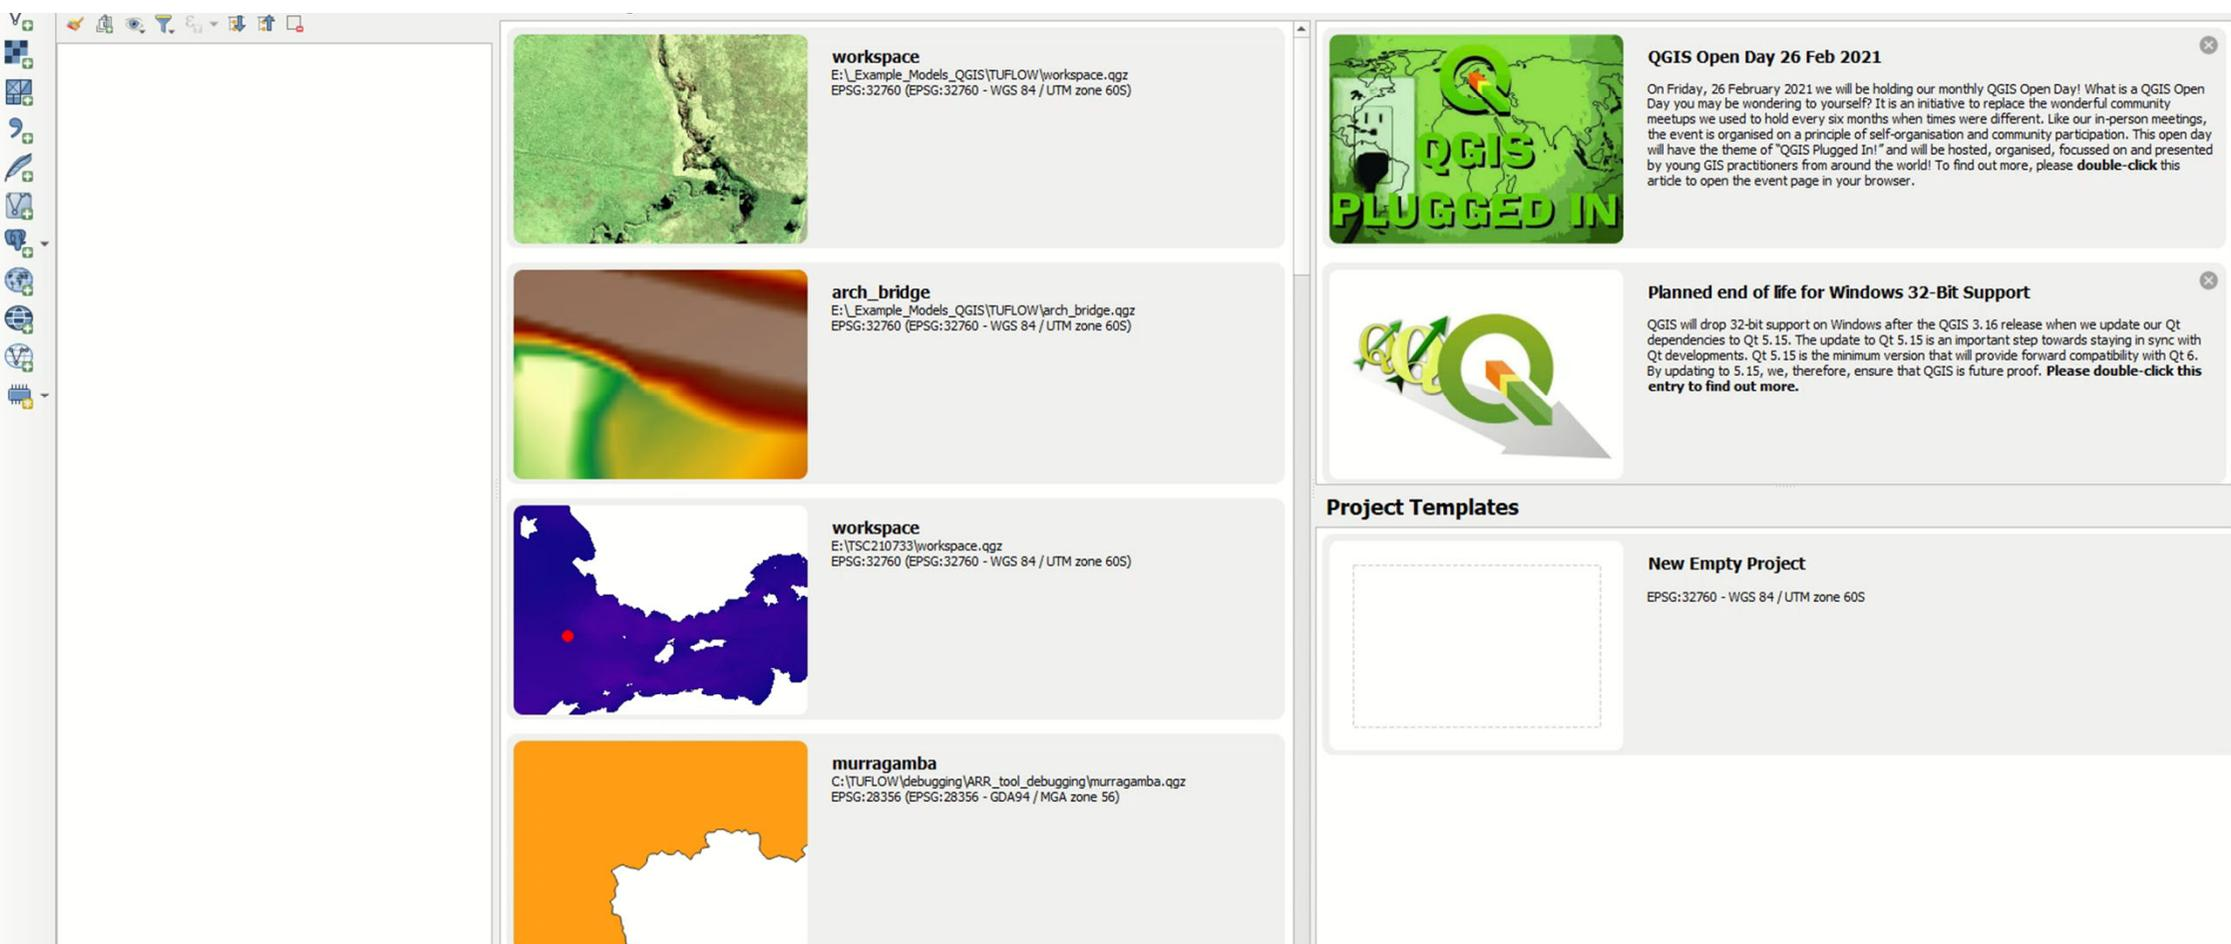 workspace
E:\_Example_Models_QGIS\TUFLOW\workspace.qgz
EPSG:32760 (EPSG:32760 - WGS 84 / UTM zone 60S)
arch_bridge
E:\_Example_Models_QGIS\TUFLOW\arch_bridge.qgz
EPSG:32760 (EPSG:32760 - WGS 84 / UTM zone 60S)
workspace
E:\TSC210733\workspace.qgz
EPSG:32760 (EPSG:32760 - WGS 84 / UTM zone 60S)
murragamba
C:\TUFLOW\debugging\ARR_tool_debugging\murragamba.qgz
EPSG:28356 (EPSG:28356 - GDA94 / MGA zone 56)
QGIS
PLUGGED IN
QGIS Open Day 26 Feb 2021
On Friday, 26 February 2021 we will be holding our monthly QGIS Open Day! What is a QGIS Open
Day you may be wondering to yourself? It is an initiative to replace the wonderful community
meetups we used to hold every six months when times were different. Like our in-person meetings,
the event is organised on a principle of self-organisation and community participation. This open day
will have the theme of "QGIS Plugged In!" and will be hosted, organised, focussed on and presented
by young GIS practitioners from around the world! To find out more, please double-click this
article to open the event page in your browser.
Planned end of life for Windows 32-Bit Support
QGIS will drop 32-bit support on Windows after the QGIS 3.16 release when we update our Qt
dependencies to Qt 5.15. The update to Qt 5.15 is an important step towards staying in sync with
Qt developments. Qt 5.15 is the minimum version that will provide forward compatibility with Qt 6.
By updating to 5.15, we, therefore, ensure that QGIS is future proof. Please double-click this
entry to find out more.
Project Templates
New Empty Project
EPSG:32760 - WGS 84 / UTM zone 60S